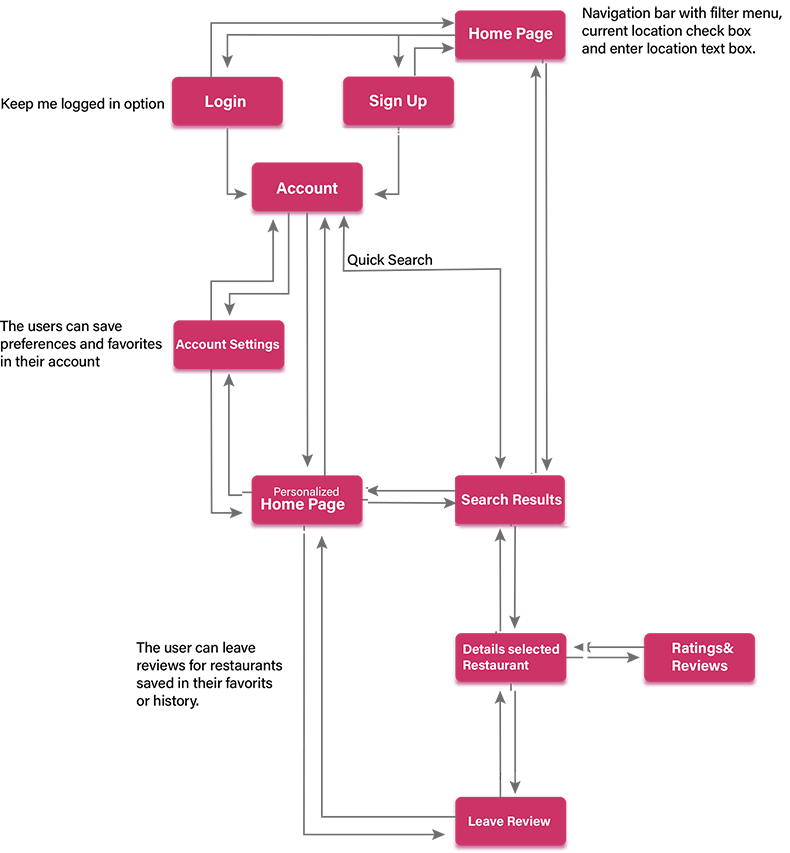 Home Page
Navigation bar with filter menu,
current location check box
and enter location text box.
Keep me logged in option
Login
Sign Up
Account
Quick Search
The users can save
preferences and favorites
in their account
Account Settings
Personalized
Home Page
Search Results
The user can leave
reviews for restaurants
saved in their favorits
or history.
Details selected
Restaurant
Ratings&
Reviews
Leave Review